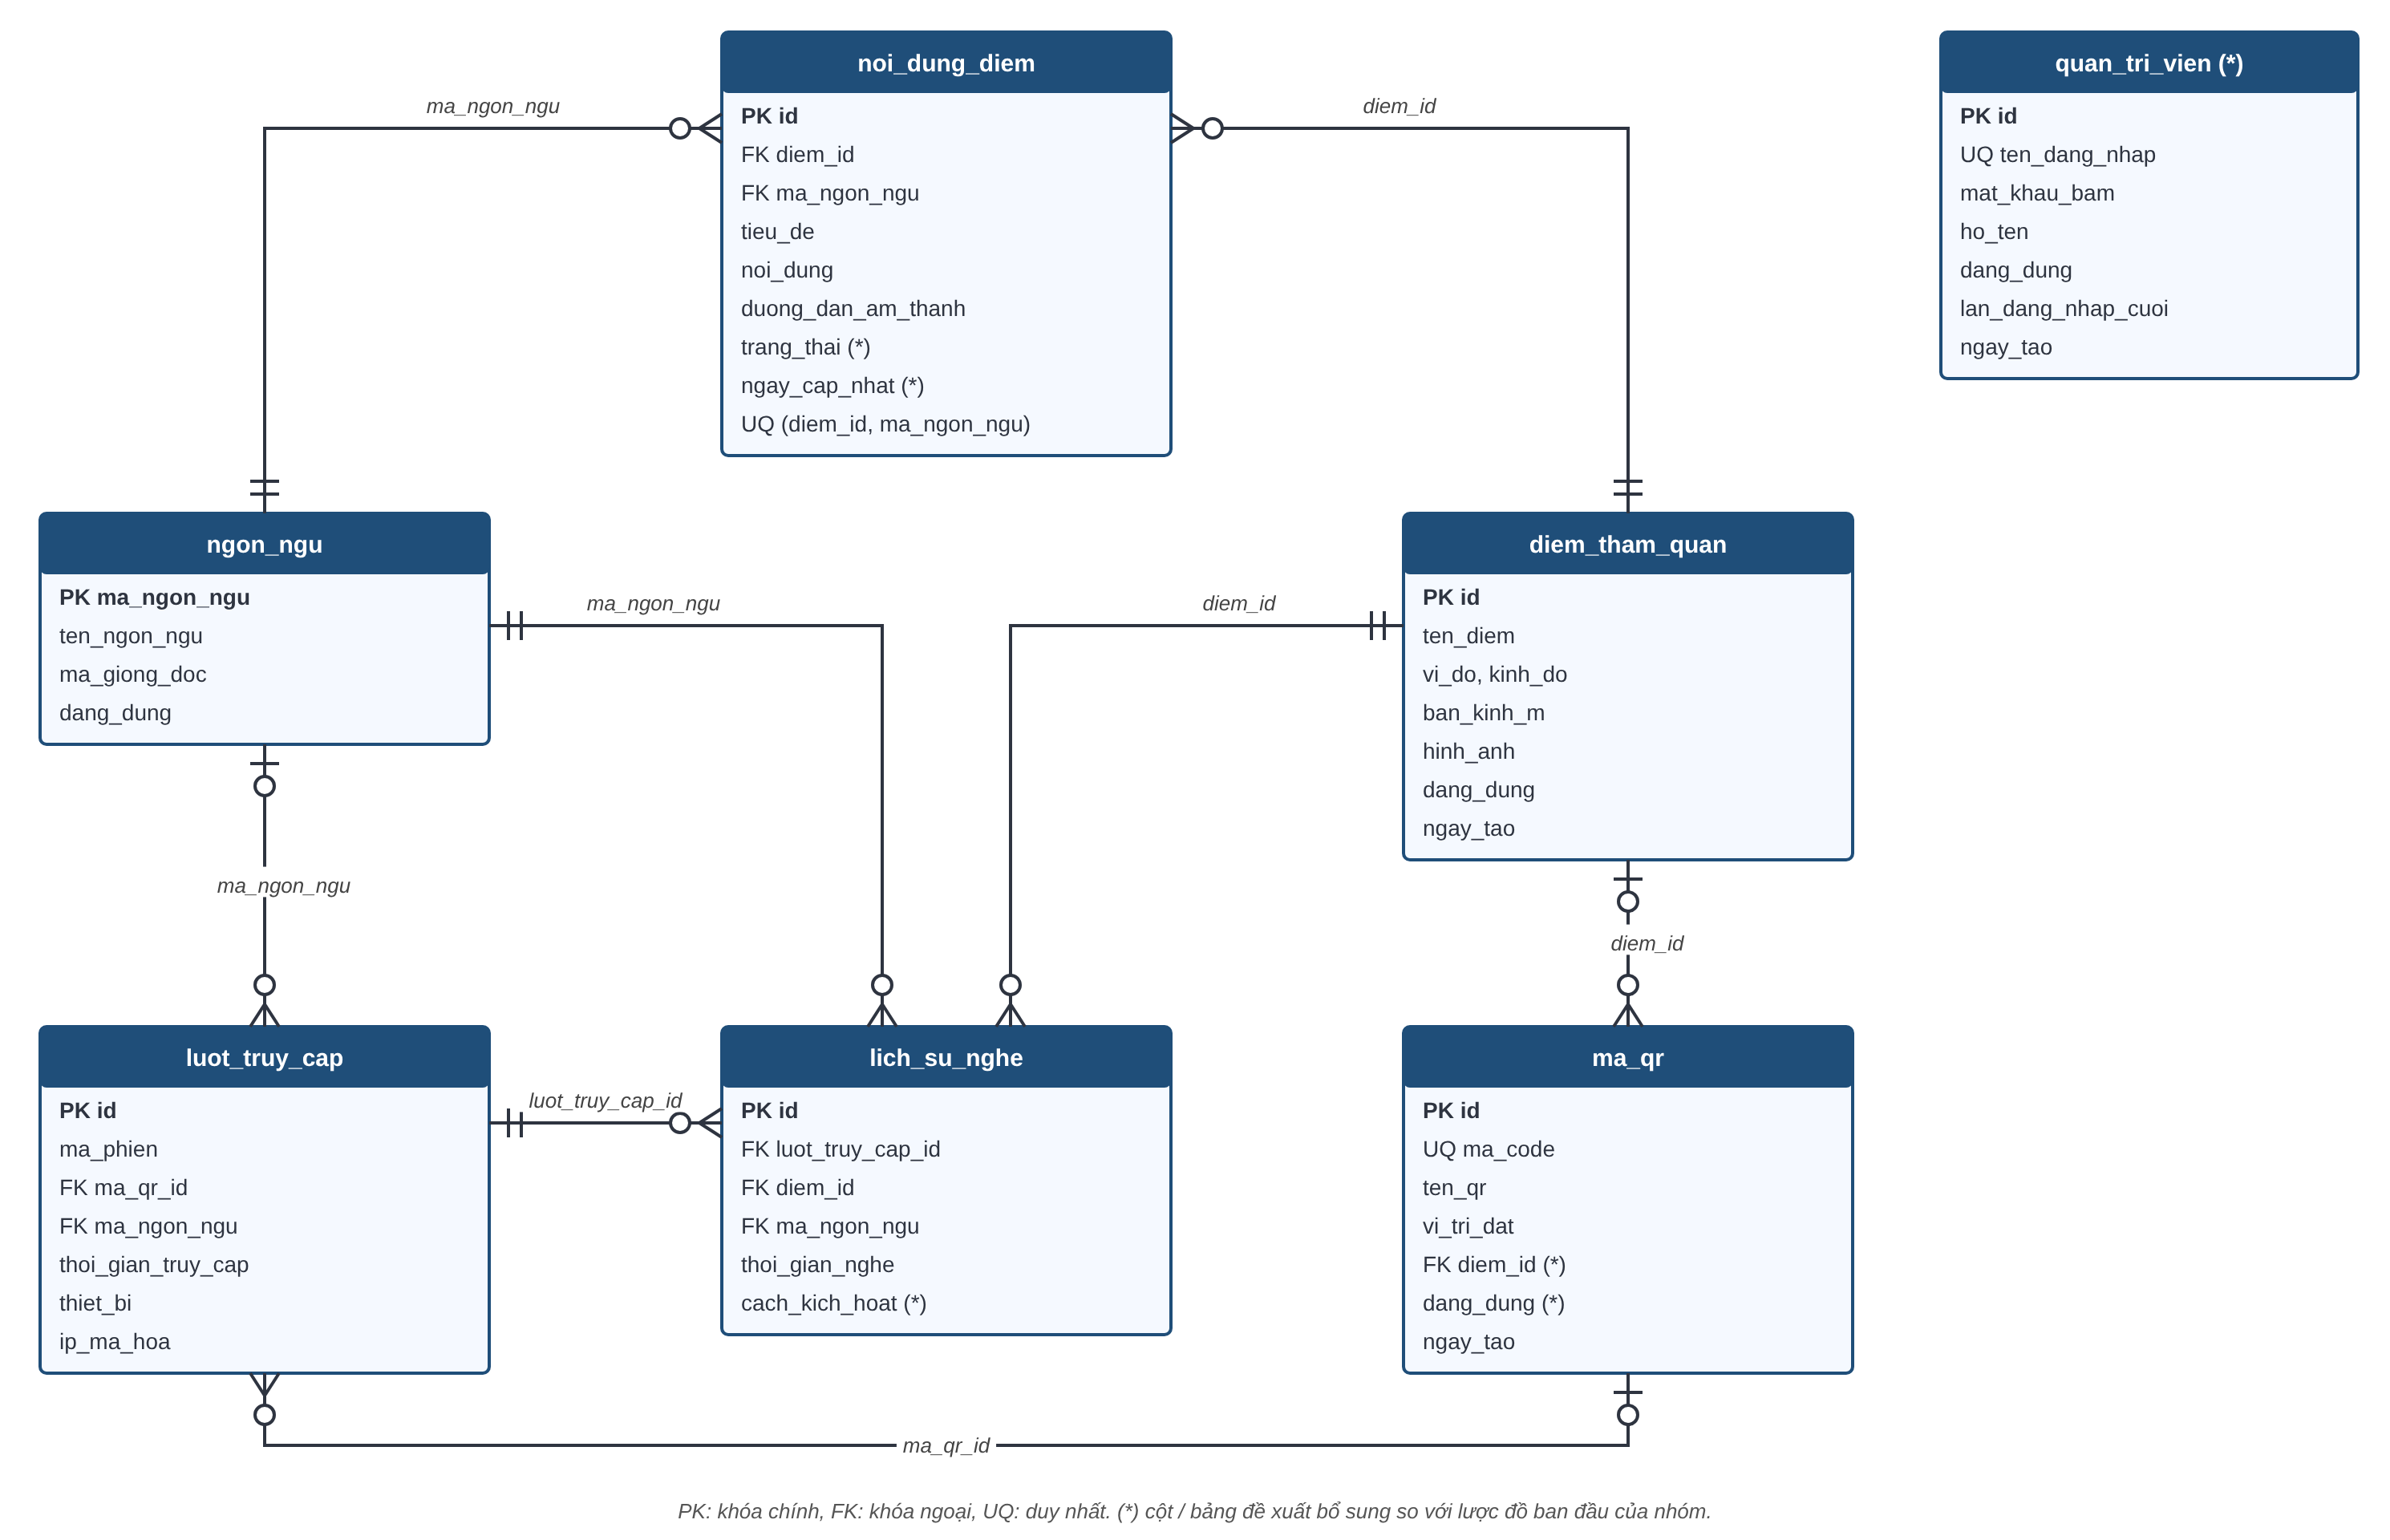 noi_dung_diem
PK id
FK diem_id
FK ma_ngon_ngu
tieu_de
noi_dung
duong_dan_am_thanh
trang_thai (*)
ngay_cap_nhat (*)
UQ (diem_id, ma_ngon_ngu)
quan_tri_vien (*)
PK id
UQ ten_dang_nhap
mat_khau_bam
ho_ten
dang_dung
lan_dang_nhap_cuoi
ngay_tao
ma_ngon_ngu
diem_id
ngon_ngu
PK ma_ngon_ngu
ten_ngon_ngu
ma_giong_doc
dang_dung
ma_ngon_ngu
diem_id
diem_tham_quan
PK id
ten_diem
vi_do, kinh_do
ban_kinh_m
hinh_anh
dang_dung
ngay_tao
ma_ngon_ngu
diem_id
luot_truy_cap
PK id
ma_phien
FK ma_qr_id
FK ma_ngon_ngu
thoi_gian_truy_cap
thiet_bi
ip_ma_hoa
luot_truy_cap_id
lich_su_nghe
PK id
FK luot_truy_cap_id
FK diem_id
FK ma_ngon_ngu
thoi_gian_nghe
cach_kich_hoat (*)
ma_qr
PK id
UQ ma_code
ten_qr
vi_tri_dat
FK diem_id (*)
dang_dung (*)
ngay_tao
ma_qr_id
PK: khóa chính, FK: khóa ngoại, UQ: duy nhất. (*) cột / bảng đề xuất bổ sung so với lược đồ ban đầu của nhóm.